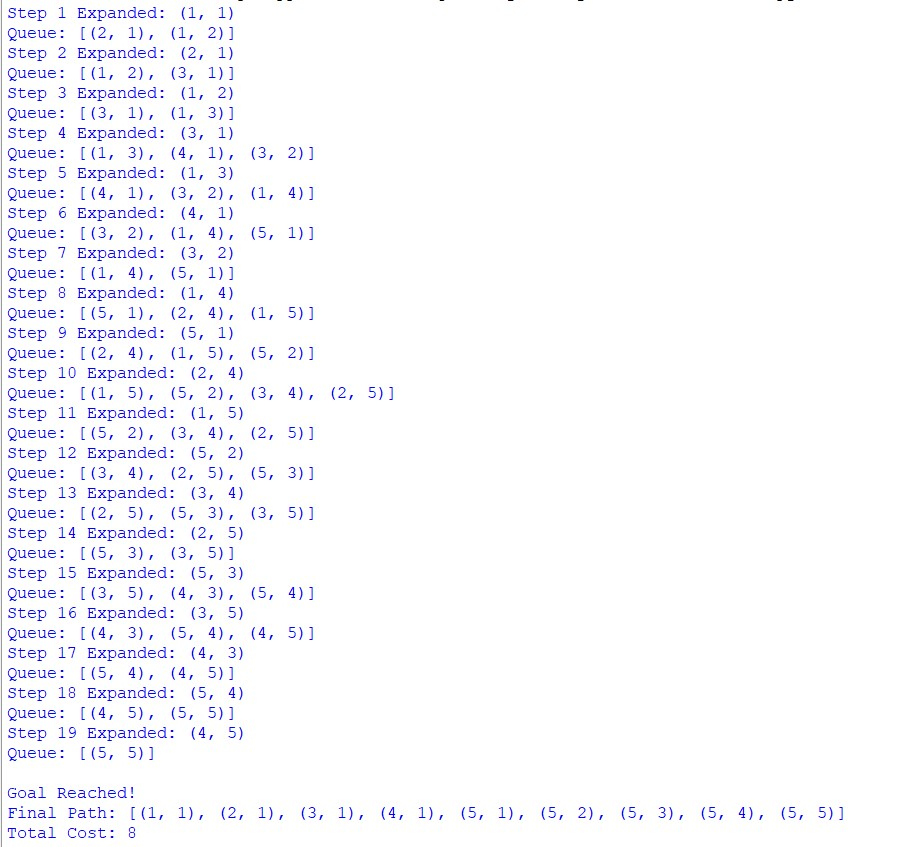 Step 1 Expanded: (1, 1)
Queue: [(2, 1), (1, 2)]
Step 2 Expanded: (2, 1)
Queue: [(1, 2), (3, 1)]
Step 3 Expanded: (1, 2)
Queue: [(3, 1), (1, 3)]
Step 4 Expanded: (3, 1)
Queue: [(1, 3), (4, 1), (3, 2)]
Step 5 Expanded: (1, 3)
Queue: [(4, 1), (3, 2), (1, 4)]
Step 6 Expanded: (4, 1)
Queue: [(3, 2), (1, 4), (5, 1)]
Step 7 Expanded: (3, 2)
Queue: [(1, 4), (5, 1)]
Step 8 Expanded: (1, 4)
Queue: [(5, 1), (2, 4), (1, 5)]
Step 9 Expanded: (5, 1)
Queue: [(2, 4), (1, 5), (5, 2)]
Step 10 Expanded: (2, 4)
Queue: [(1, 5), (5, 2), (3, 4), (2, 5)]
Step 11 Expanded: (1, 5)
Queue: [(5, 2), (3, 4), (2, 5)]
Step 12 Expanded: (5, 2)
Queue: [(3, 4), (2, 5), (5, 3)]
Step 13 Expanded: (3, 4)
Queue: [(2, 5), (5, 3), (3, 5)]
Step 14 Expanded: (2, 5)
Queue: [(5, 3), (3, 5)]
Step 15 Expanded: (5, 3)
Queue: [(3, 5), (4, 3), (5, 4)]
Step 16 Expanded: (3, 5)
Queue: [(4, 3), (5, 4), (4, 5)]
Step 17 Expanded: (4, 3)
Queue: [(5, 4), (4, 5)]
Step 18 Expanded: (5, 4)
Queue: [(4, 5), (5, 5)]
Step 19 Expanded: (4, 5)
Queue: [(5, 5)]
Goal Reached!
Final Path: [(1, 1), (2, 1), (3, 1), (4, 1), (5, 1), (5, 2), (5, 3), (5, 4), (5, 5)]
Total Cost: 8